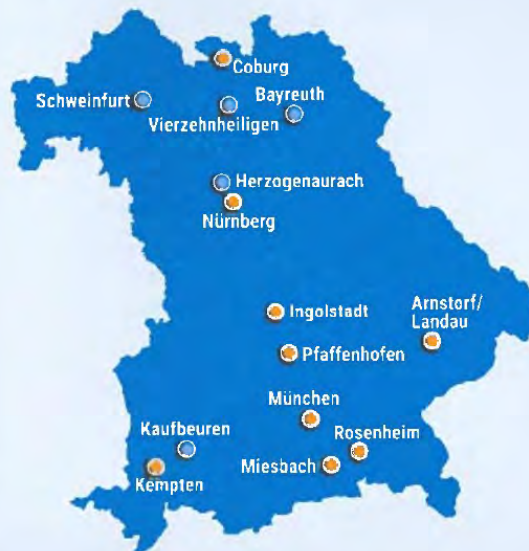 Coburg
Schweinfurt
Bayreuth
Vierzehnheiligen
Herzogenaurach
Nürnberg
Ingolstadt
Arnstorf/
Landau
Pfaffenhofen
München
Kaufbeuren
Rosenheim
Miesbach
Kempten